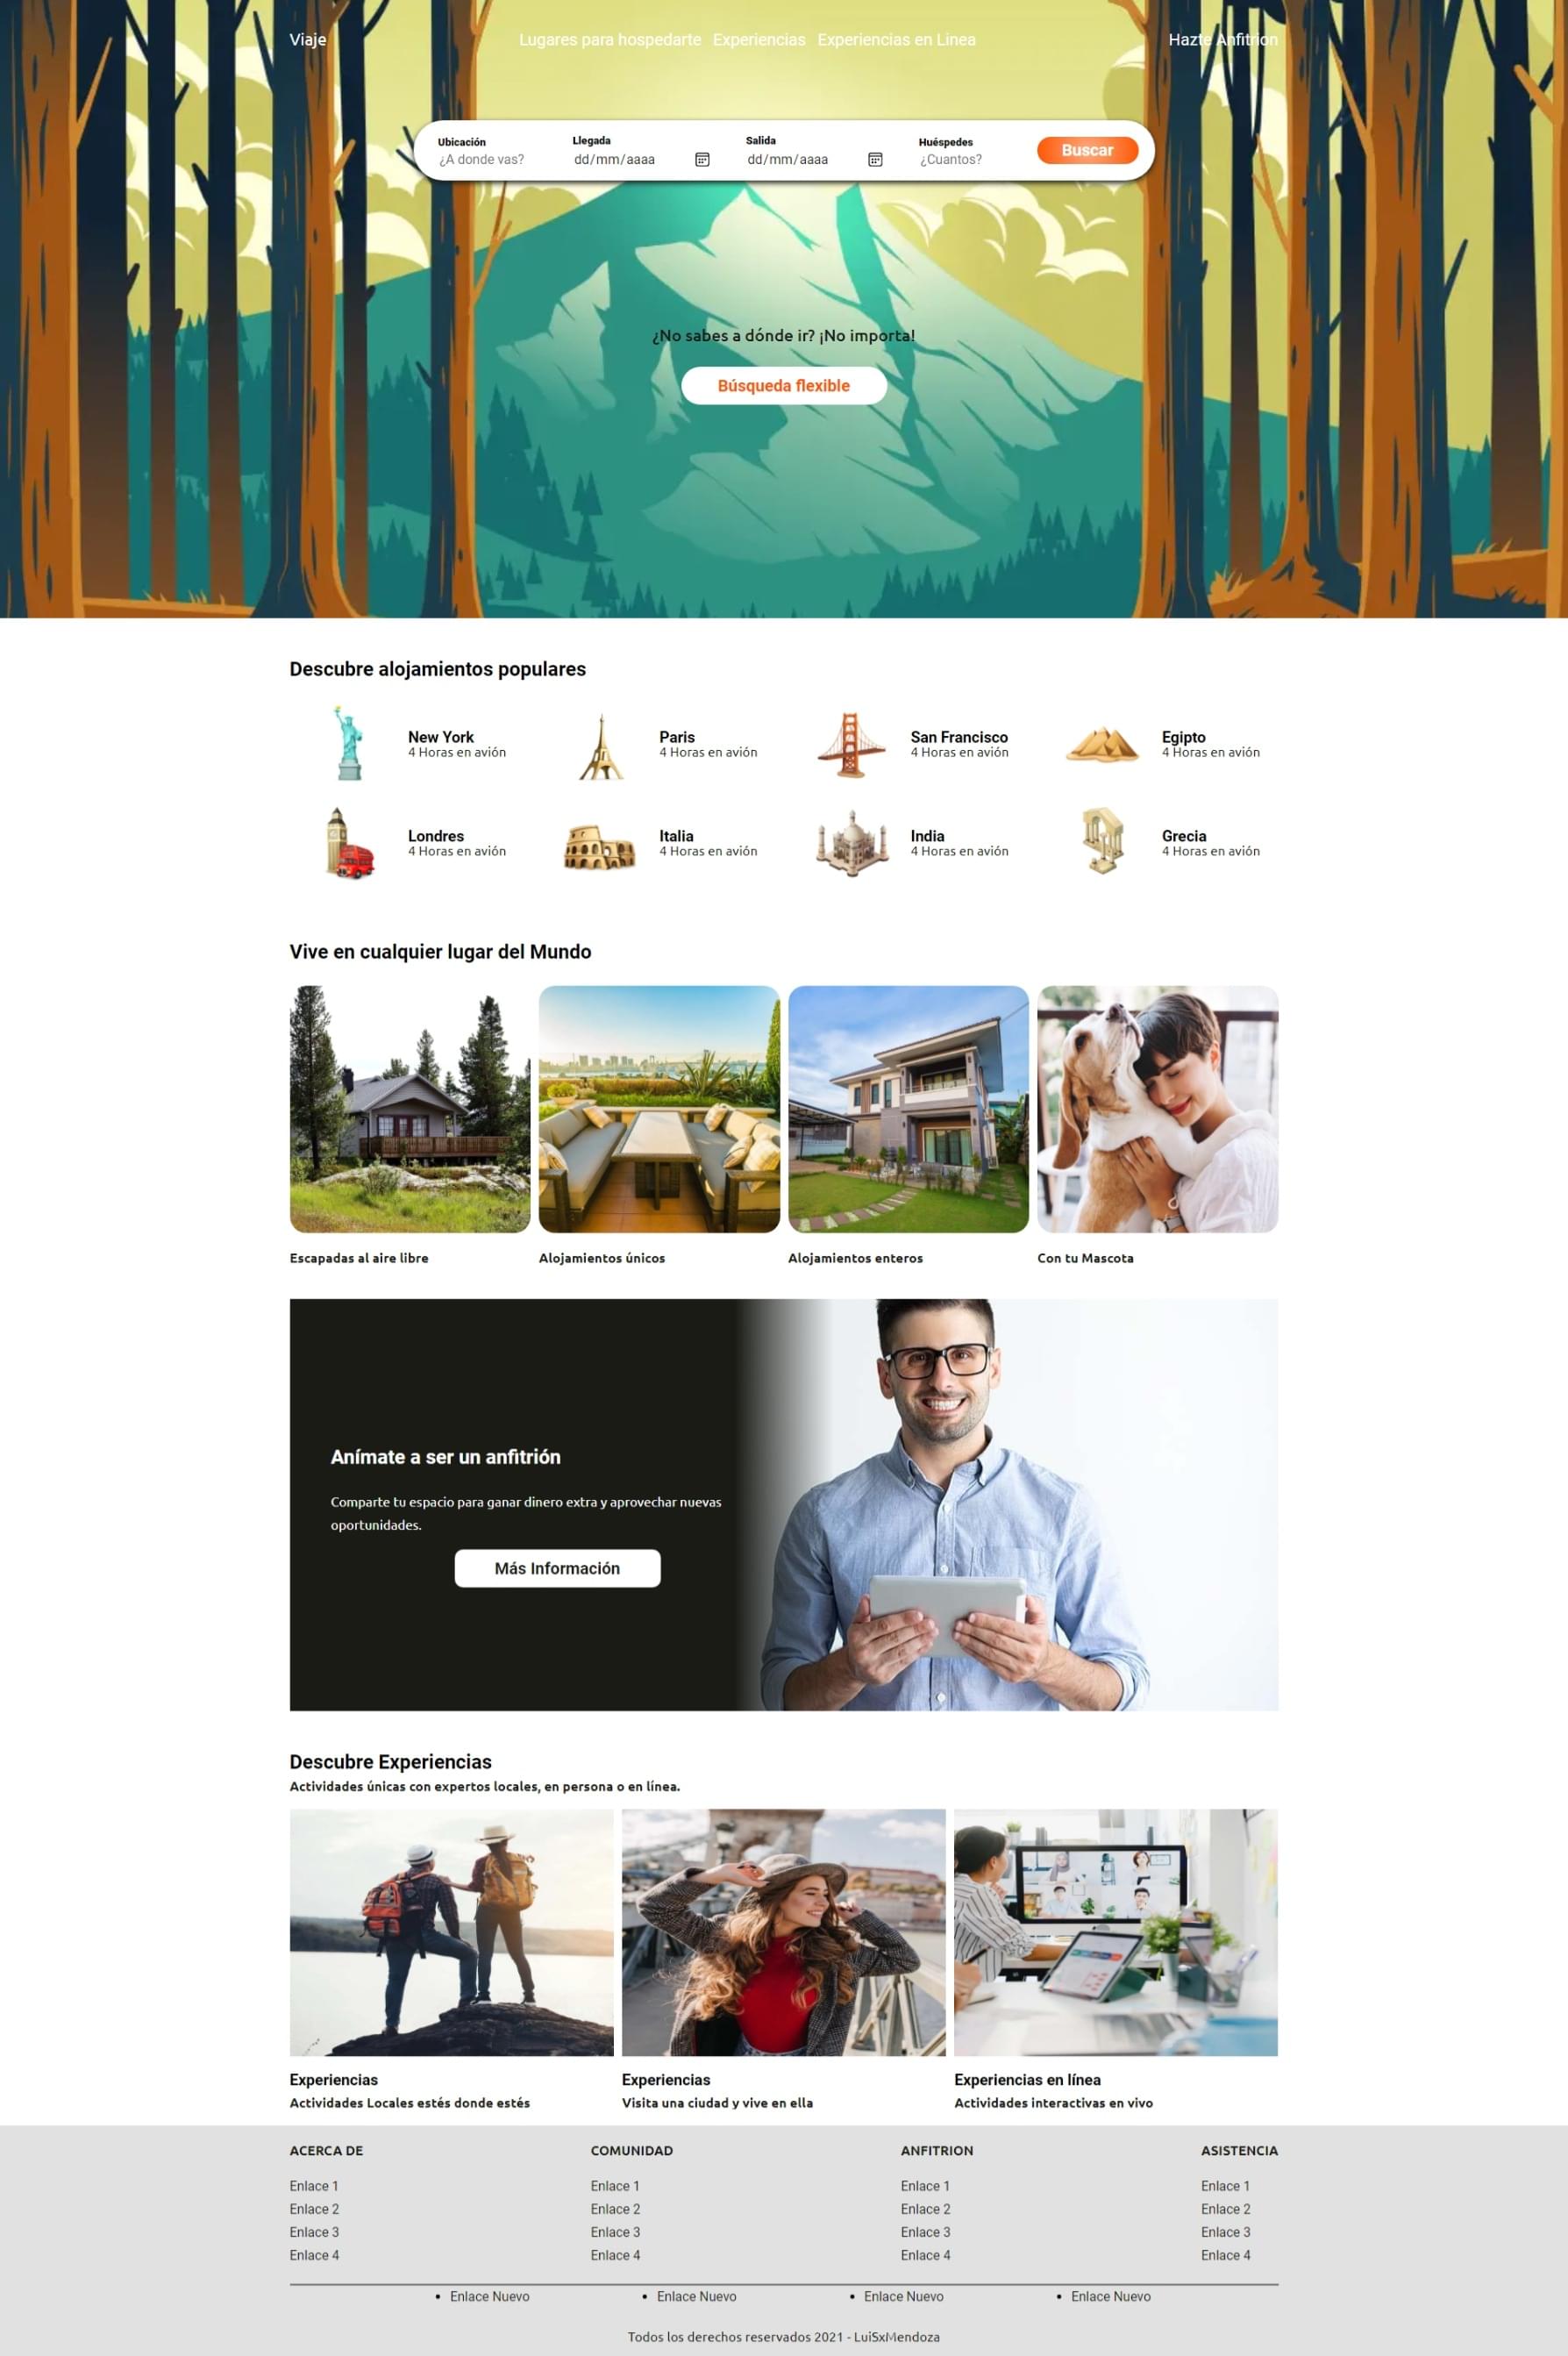 Viaje
Lugares para hospedarte Experiencias Experiencias en Linea
Hazte Anfitrion
Ubicación
¿A donde vas?
Llegada
dd/mm/aaaa
Salida
dd/mm/aaaa
Huéspedes
¿Cuantos?
Buscar
¿No sabes a dónde ir? ¡No importa!
Búsqueda flexible
Descubre alojamientos populares
New York
4 Horas en avión
Paris
4 Horas en avión
San Francisco
4 Horas en avión
Egipto
4 Horas en avión
Londres
4 Horas en avión
Italia
4 Horas en avión
India
4 Horas en avión
Grecia
4 Horas en avión
Vive en cualquier lugar del Mundo
Escapadas al aire libre
Alojamientos únicos
Alojamientos enteros
Con tu Mascota
Anímate a ser un anfitrión
Comparte tu espacio para ganar dinero extra y aprovechar nuevas
oportunidades.
Más Información
Descubre Experiencias
Actividades únicas con expertos locales, en persona o en línea.
Experiencias
Actividades Locales estés donde estés
Experiencias
Visita una ciudad y vive en ella
Experiencias en línea
Actividades interactivas en vivo
ACERCA DE
Enlace 1
Enlace 2
Enlace 3
Enlace 4
COMUNIDAD
Enlace 1
Enlace 2
Enlace 3
Enlace 4
ANFITRION
Enlace 1
Enlace 2
Enlace 3
Enlace 4
ASISTENCIA
Enlace 1
Enlace 2
Enlace 3
Enlace 4
• Enlace Nuevo
• Enlace Nuevo
• Enlace Nuevo
• Enlace Nuevo
Todos los derechos reservados 2021 - LuiSxMendoza